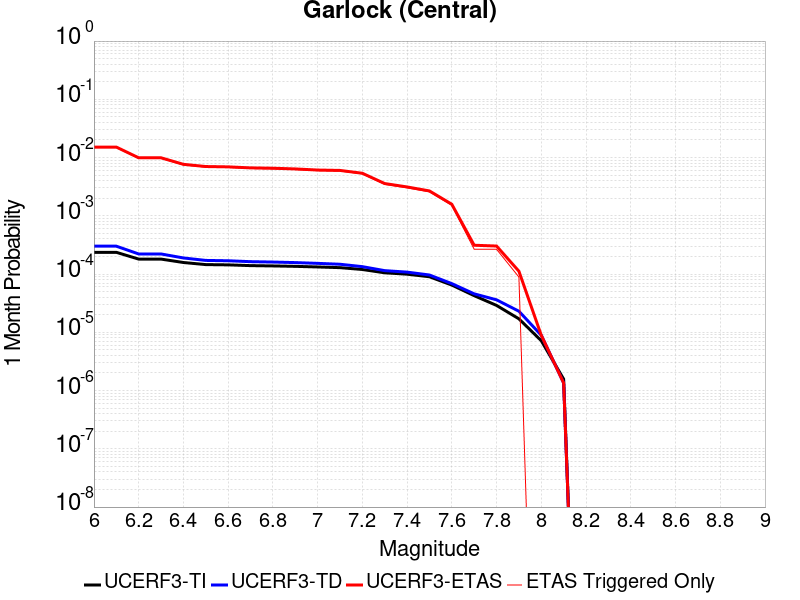 Garlock (Central)
10^0
10^-1
10^-2
10^-3
10^-4
10^-5
10^-6
10^-7
10^-8
1 Month Probability
6 6.2 6.4 6.6 6.8 7 7.2 7.4 7.6 7.8 8 8.2 8.4 8.6 8.8 9
Magnitude
UCERF3-TI UCERF3-TD UCERF3-ETAS ETAS Triggered Only